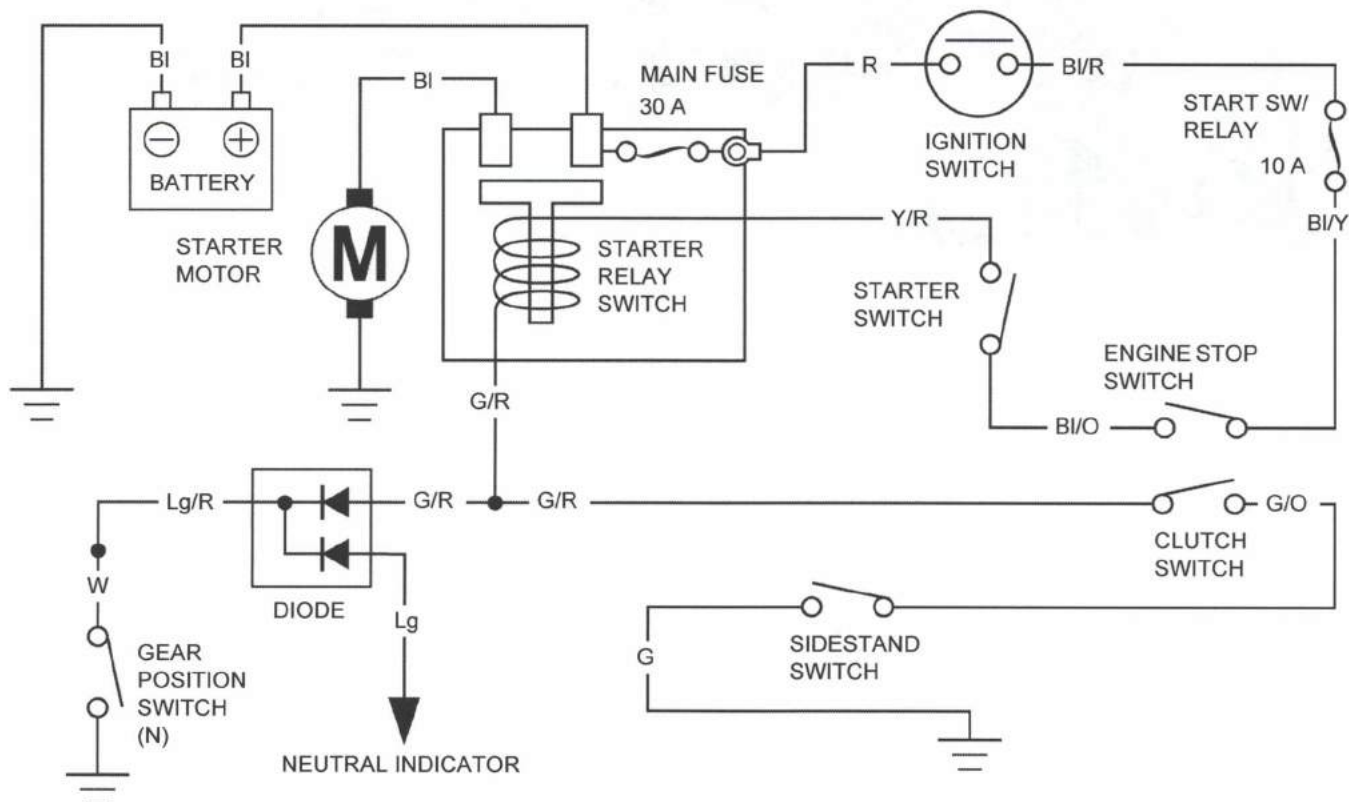 Bl
Bl
BATTERY
Bl
STARTER
MOTOR
M
MAIN FUSE
30 A
R
IGNITION
SWITCH
Bl/R
START SW/
RELAY
10 A
Bl/Y
STARTER
RELAY
SWITCH
Y/R
STARTER
SWITCH
ENGINE STOP
SWITCH
Bl/O
G/R
Lg/R
G/R
G/R
G/O
CLUTCH
SWITCH
DIODE
W
Lg
GEAR
POSITION
SWITCH
(N)
SIDESTAND
SWITCH
G
NEUTRAL INDICATOR